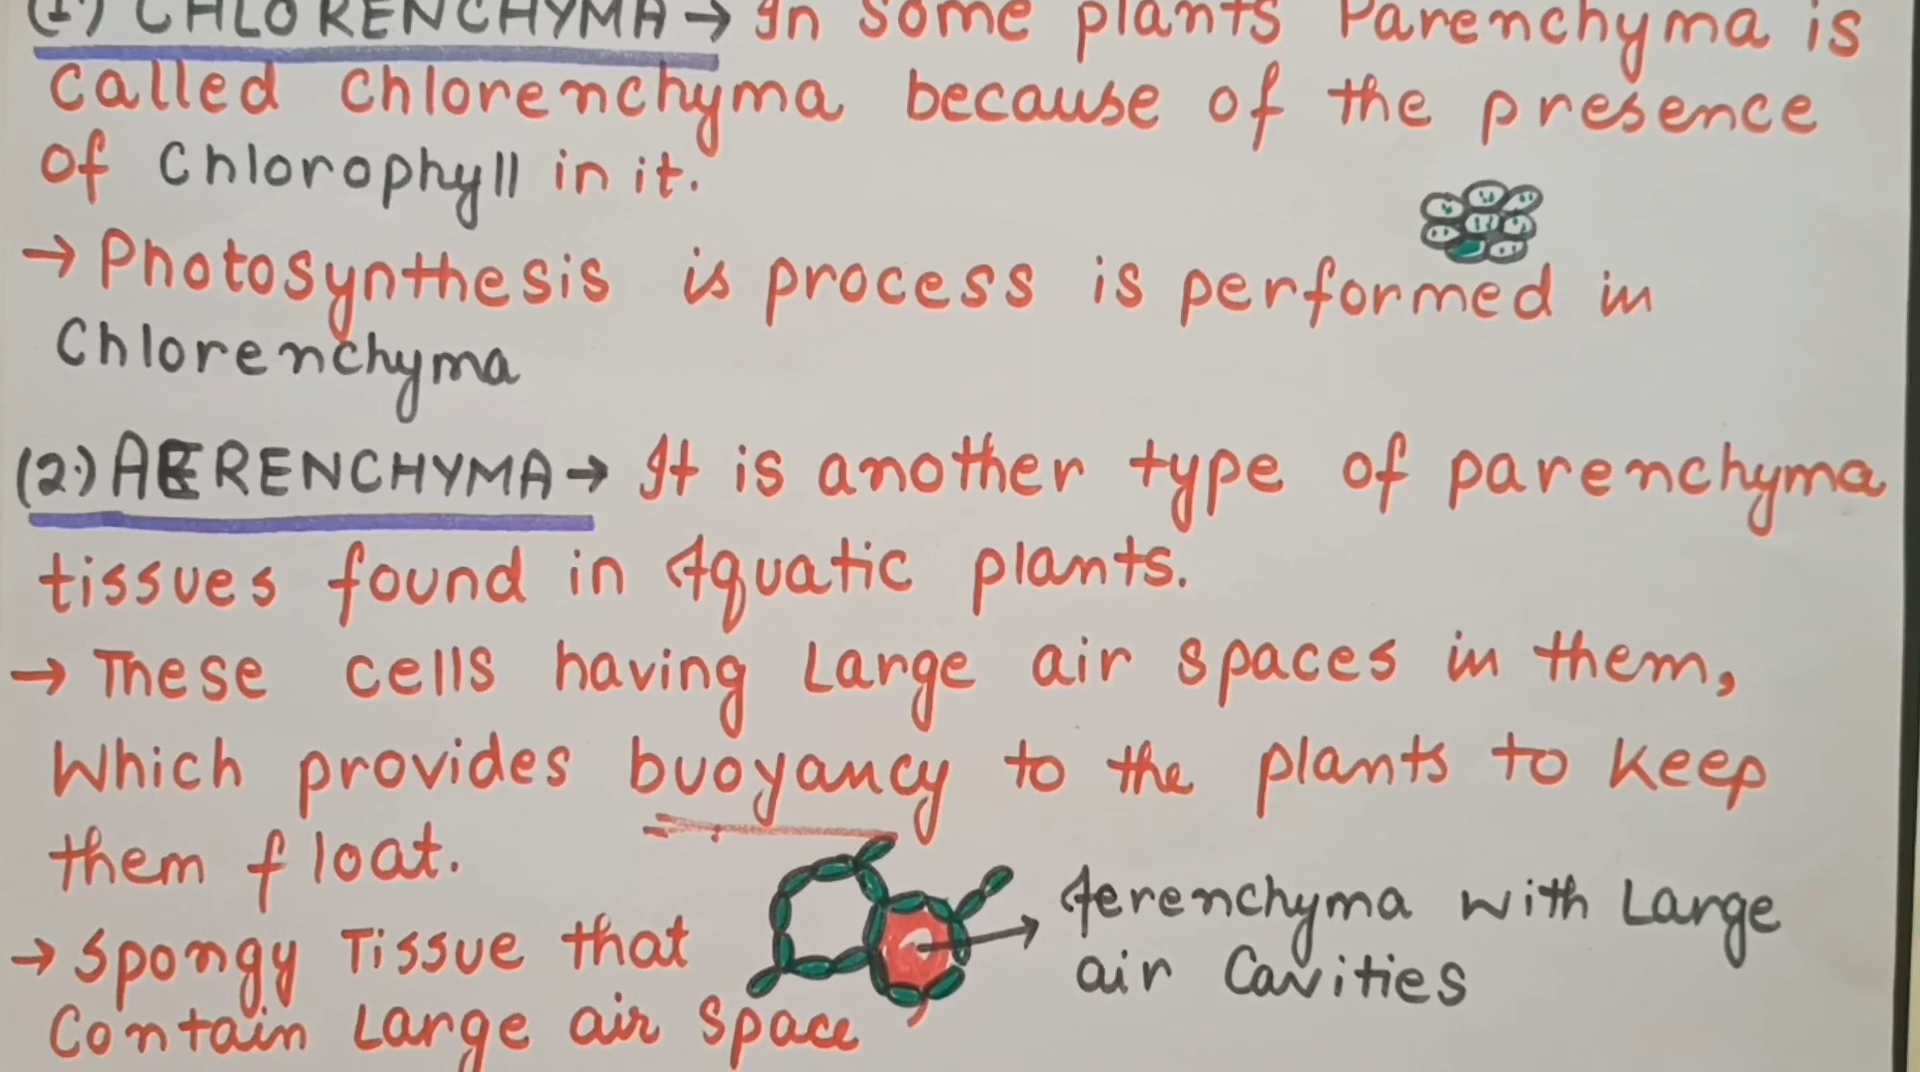 (1) CHLORENCHYMA → In some plants Parenchyma is
called chlorenchyma because of the presence
of chlorophyll in it.
→ Photosynthesis is process is performed in
Chlorenchyma
(2.) AERENCHYMA → It is another type of parenchyma
tissues found in Aquatic plants.
→ These cells having Large air spaces in them,
Which provides buoyancy to the plants to keep
them float.
→ Spongy Tissue that
Contain Large air space
Aerenchyma with Large
air Cavities